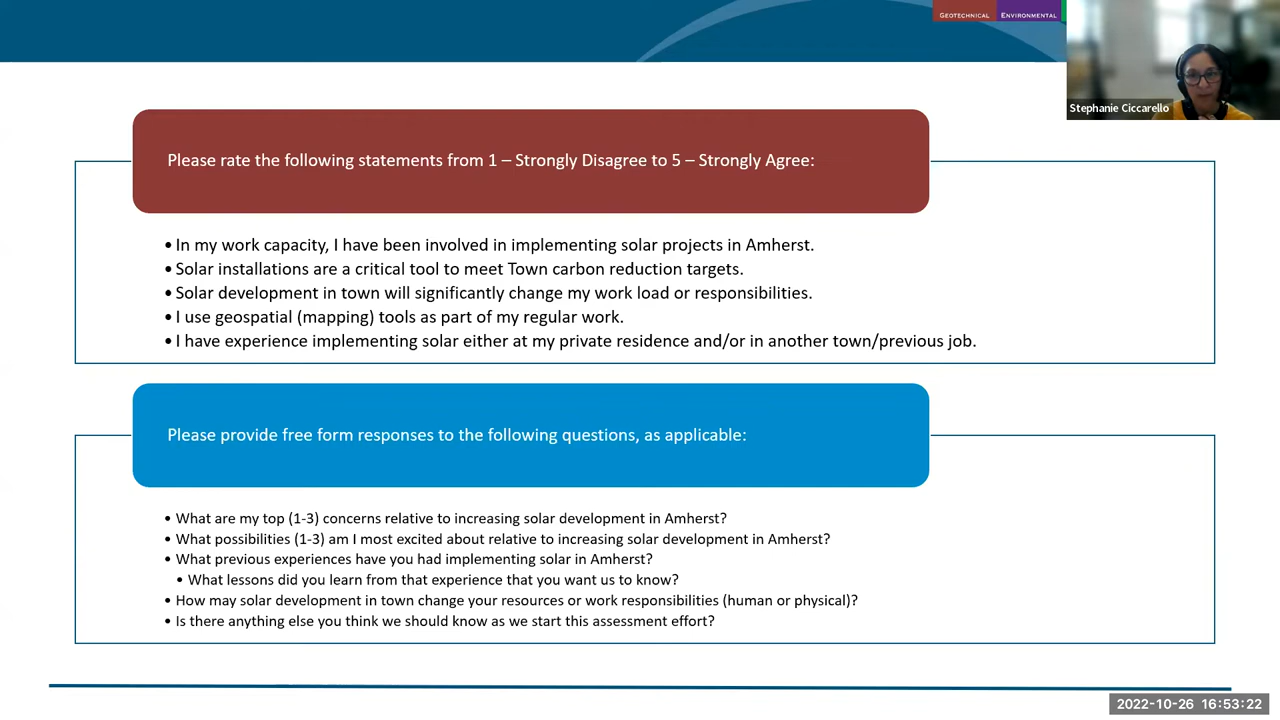 GEOTECHNICAL
ENVIRONMENTAL
Stephanie Ciccarello
Please rate the following statements from 1 – Strongly Disagree to 5 – Strongly Agree:
• In my work capacity, I have been involved in implementing solar projects in Amherst.
• Solar installations are a critical tool to meet Town carbon reduction targets.
• Solar development in town will significantly change my work load or responsibilities.
• I use geospatial (mapping) tools as part of my regular work.
• I have experience implementing solar either at my private residence and/or in another town/previous job.
Please provide free form responses to the following questions, as applicable:
• What are my top (1-3) concerns relative to increasing solar development in Amherst?
• What possibilities (1-3) am I most excited about relative to increasing solar development in Amherst?
• What previous experiences have you had implementing solar in Amherst?
• What lessons did you learn from that experience that you want us to know?
• How may solar development in town change your resources or work responsibilities (human or physical)?
• Is there anything else you think we should know as we start this assessment effort?
2022-10-26 16:53:22